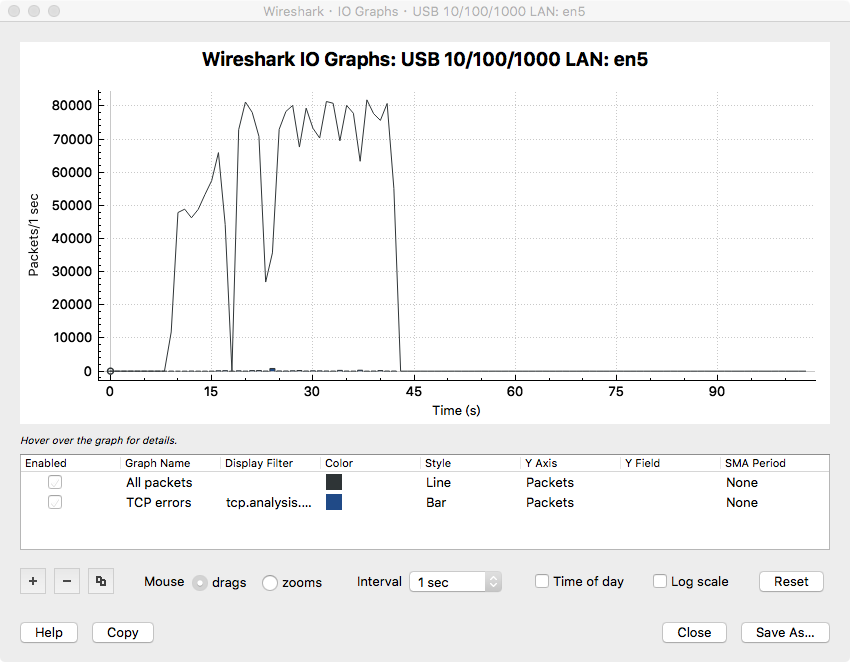 Wireshark · IO Graphs · USB 10/100/1000 LAN: en5
Wireshark IO Graphs: USB 10/100/1000 LAN: en5
Packets/1 sec
80000
70000
60000
50000
40000
30000
20000
10000
0
0 15 30 45 60 75 90
Time (s)
Hover over the graph for details.
Enabled Graph Name Display Filter Color Style Y Axis Y Field SMA Period
All packets Line Packets None
TCP errors tcp.analysis.... Bar Packets None
+ − Mouse drags zooms Interval 1 sec Time of day Log scale Reset
Help Copy Close Save As...